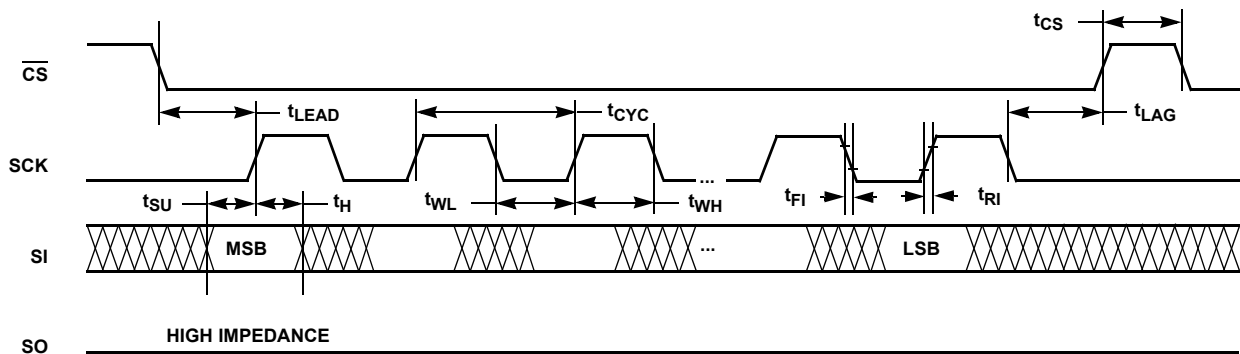 tCS
CS
tLEAD
tCYC
tLAG
SCK
...
tSU
tH
tWL
tWH
tFI
tRI
SI
MSB
...
LSB
HIGH IMPEDANCE
SO